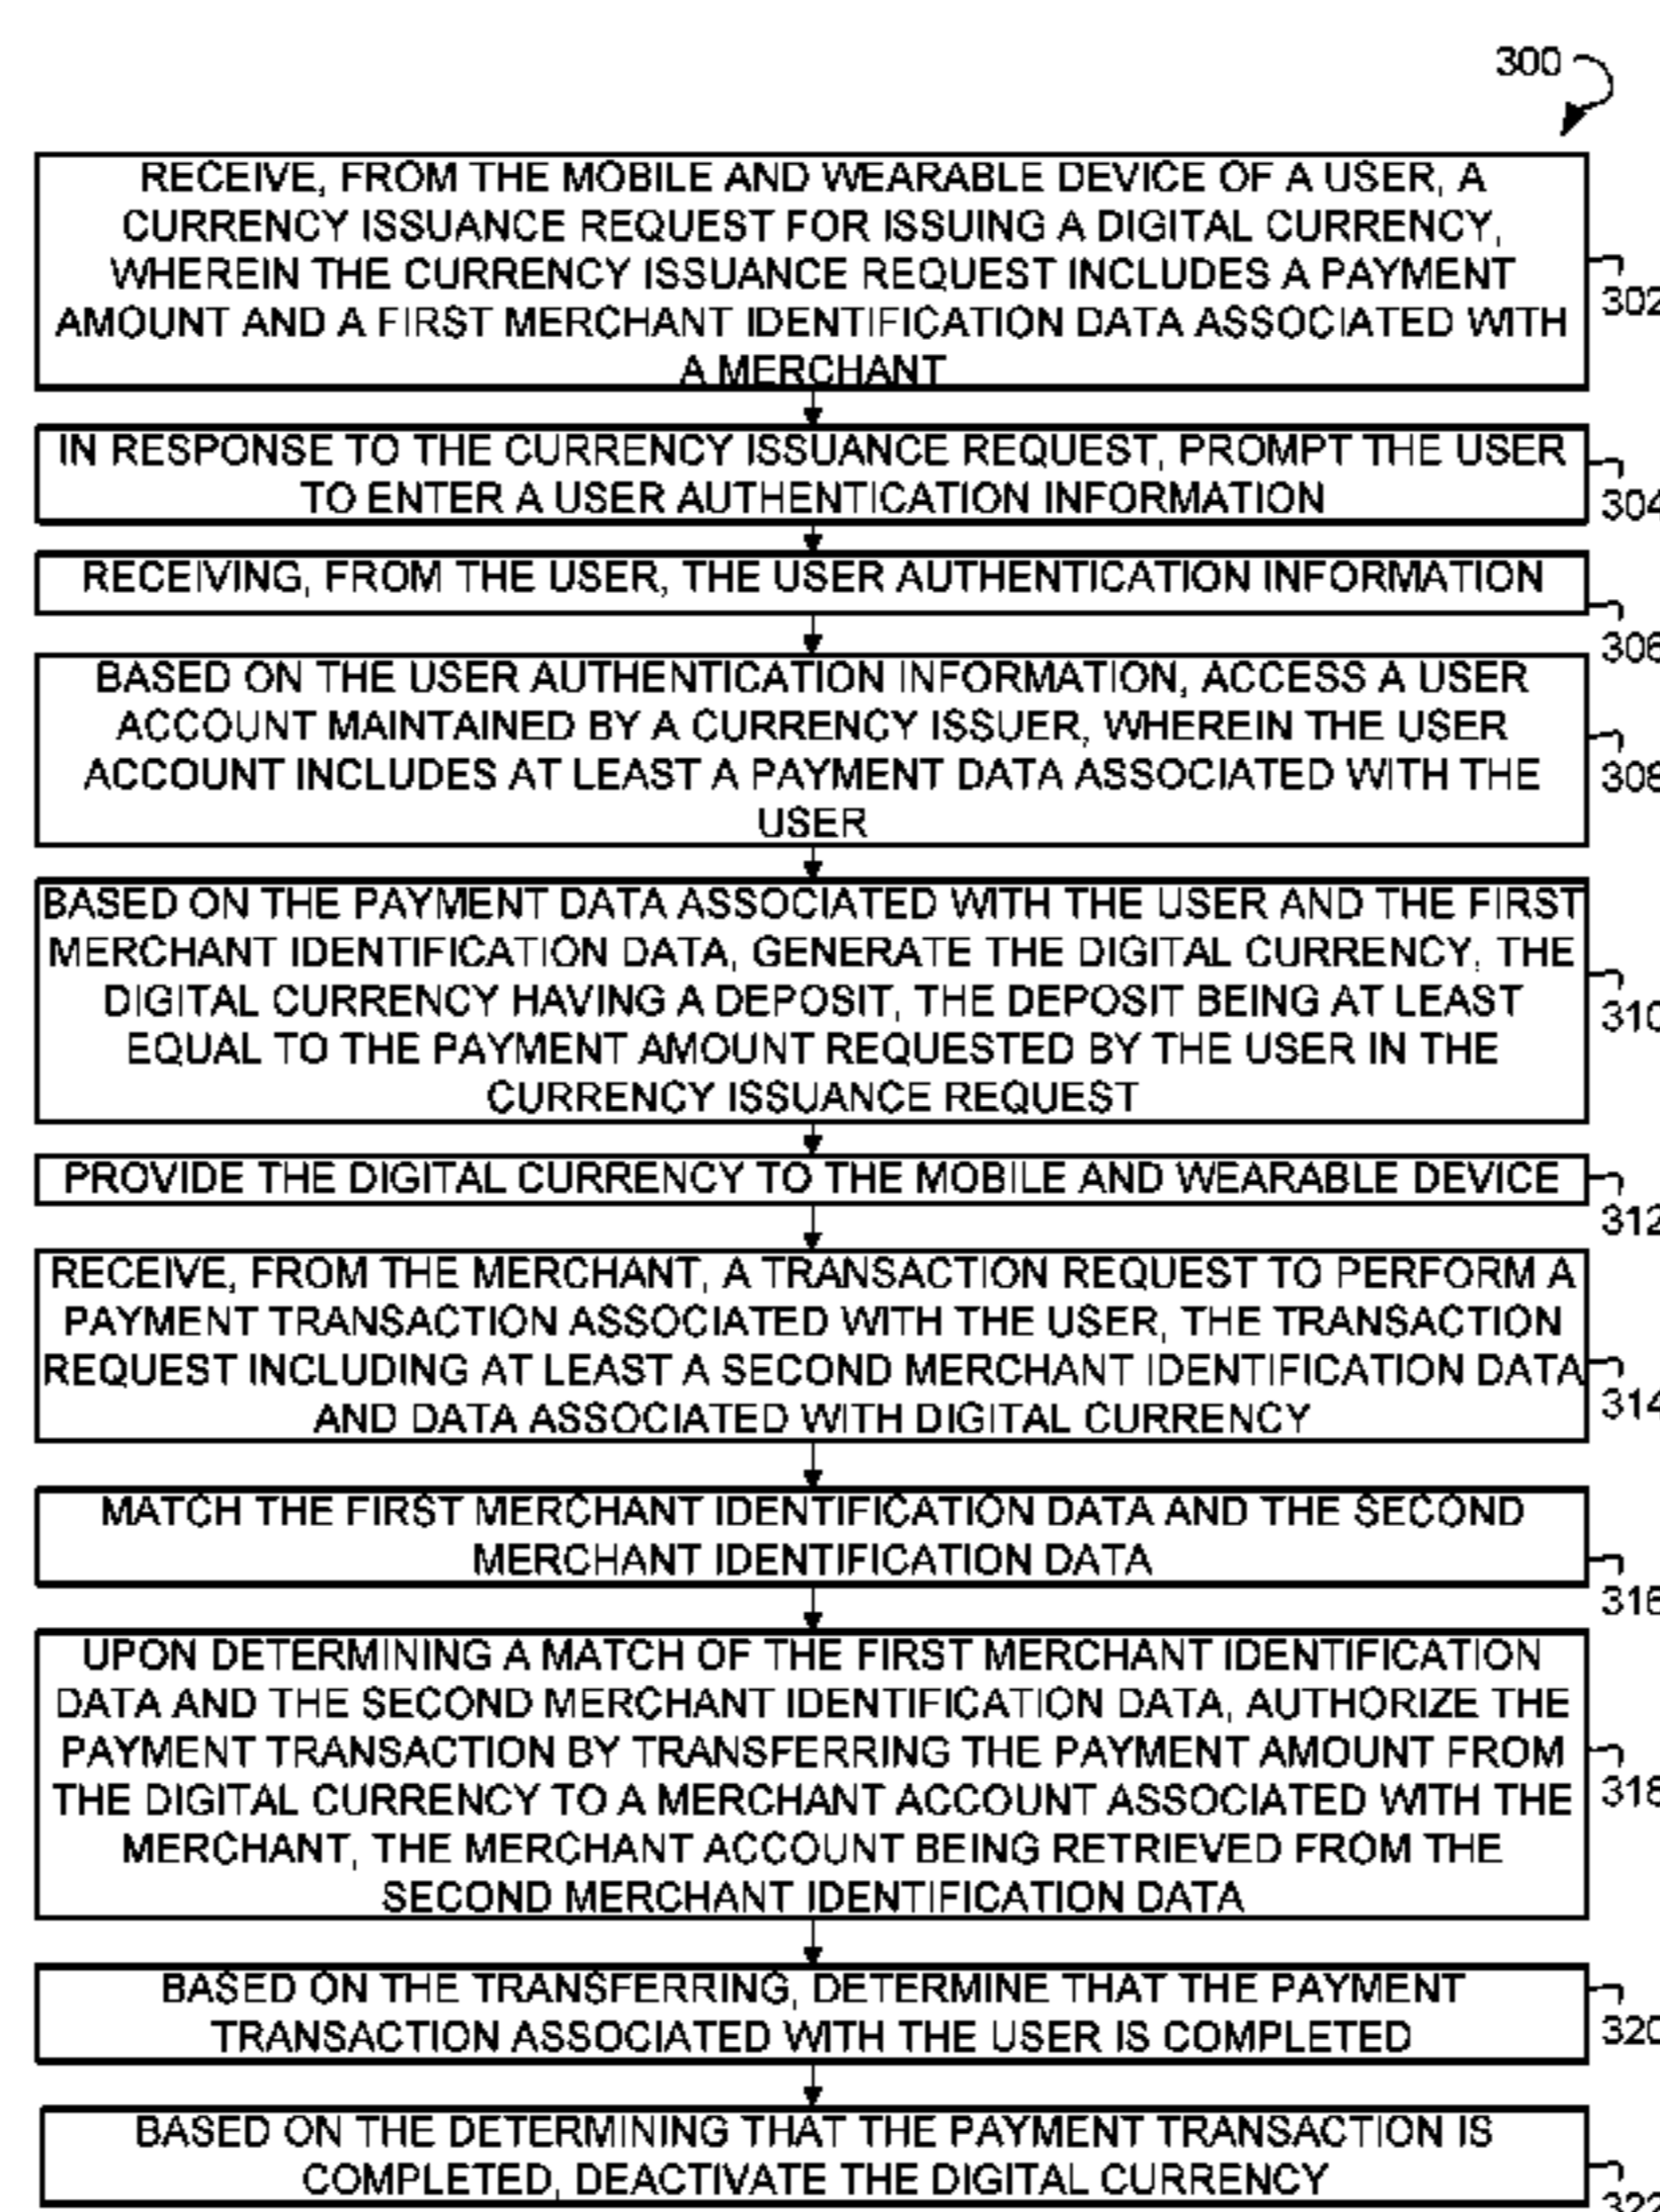 300
RECEIVE, FROM THE MOBILE AND WEARABLE DEVICE OF A USER, A
CURRENCY ISSUANCE REQUEST FOR ISSUING A DIGITAL CURRENCY,
WHEREIN THE CURRENCY ISSUANCE REQUEST INCLUDES A PAYMENT
AMOUNT AND A FIRST MERCHANT IDENTIFICATION DATA ASSOCIATED WITH
A MERCHANT
302
IN RESPONSE TO THE CURRENCY ISSUANCE REQUEST, PROMPT THE USER
TO ENTER A USER AUTHENTICATION INFORMATION
304
RECEIVING, FROM THE USER, THE USER AUTHENTICATION INFORMATION
306
BASED ON THE USER AUTHENTICATION INFORMATION, ACCESS A USER
ACCOUNT MAINTAINED BY A CURRENCY ISSUER, WHEREIN THE USER
ACCOUNT INCLUDES AT LEAST A PAYMENT DATA ASSOCIATED WITH THE
USER
308
BASED ON THE PAYMENT DATA ASSOCIATED WITH THE USER AND THE FIRST
MERCHANT IDENTIFICATION DATA, GENERATE THE DIGITAL CURRENCY, THE
DIGITAL CURRENCY HAVING A DEPOSIT, THE DEPOSIT BEING AT LEAST
EQUAL TO THE PAYMENT AMOUNT REQUESTED BY THE USER IN THE
CURRENCY ISSUANCE REQUEST
310
PROVIDE THE DIGITAL CURRENCY TO THE MOBILE AND WEARABLE DEVICE
312
RECEIVE, FROM THE MERCHANT, A TRANSACTION REQUEST TO PERFORM A
PAYMENT TRANSACTION ASSOCIATED WITH THE USER, THE TRANSACTION
REQUEST INCLUDING AT LEAST A SECOND MERCHANT IDENTIFICATION DATA
AND DATA ASSOCIATED WITH DIGITAL CURRENCY
314
MATCH THE FIRST MERCHANT IDENTIFICATION DATA AND THE SECOND
MERCHANT IDENTIFICATION DATA
316
UPON DETERMINING A MATCH OF THE FIRST MERCHANT IDENTIFICATION
DATA AND THE SECOND MERCHANT IDENTIFICATION DATA, AUTHORIZE THE
PAYMENT TRANSACTION BY TRANSFERRING THE PAYMENT AMOUNT FROM
THE DIGITAL CURRENCY TO A MERCHANT ACCOUNT ASSOCIATED WITH THE
MERCHANT, THE MERCHANT ACCOUNT BEING RETRIEVED FROM THE
SECOND MERCHANT IDENTIFICATION DATA
318
BASED ON THE TRANSFERRING, DETERMINE THAT THE PAYMENT
TRANSACTION ASSOCIATED WITH THE USER IS COMPLETED
320
BASED ON THE DETERMINING THAT THE PAYMENT TRANSACTION IS
COMPLETED, DEACTIVATE THE DIGITAL CURRENCY
322